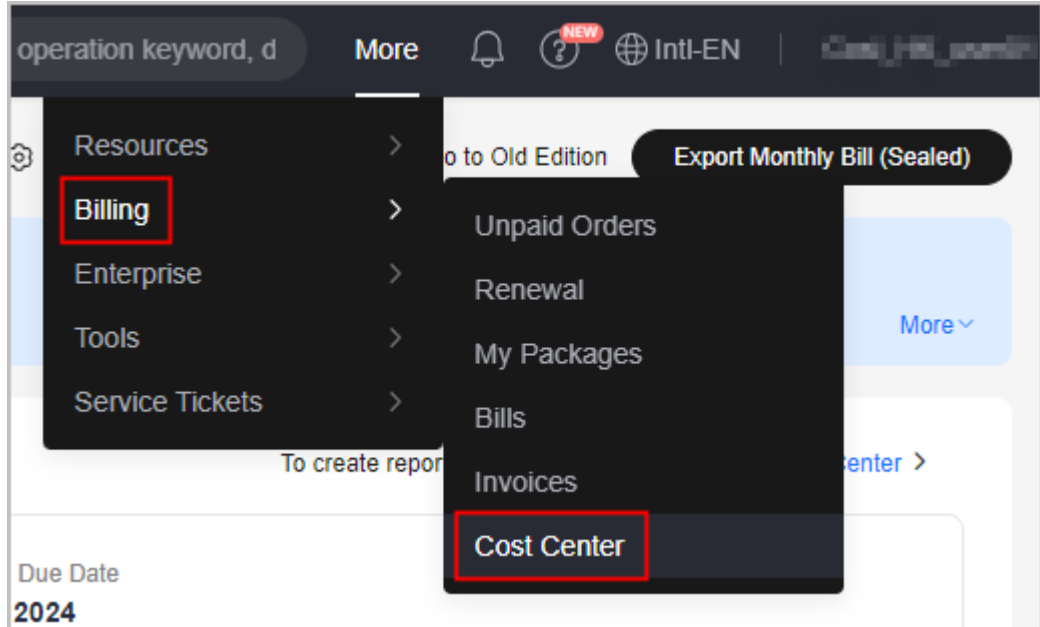 operation keyword, d More NEW Intl-EN
Resources
o to Old Edition Export Monthly Bill (Sealed)
Billing
Unpaid Orders
Enterprise
Renewal
More
Tools
My Packages
Service Tickets
Bills
To create repor
enter
Invoices
Cost Center
Due Date
2024